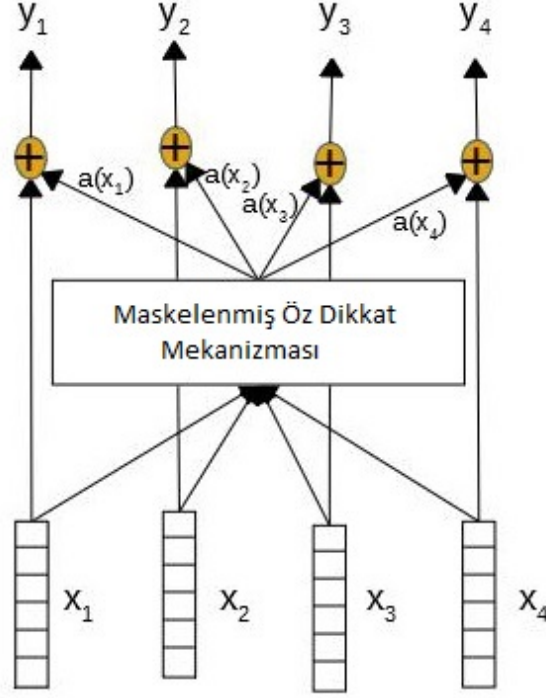 y₁ y₂ y₃ y₄
+ + + +
a(x₁) a(x₂) a(x₃) a(x₄)
Maskelenmiş Öz Dikkat
Mekanizması
x₁ x₂ x₃ x₄